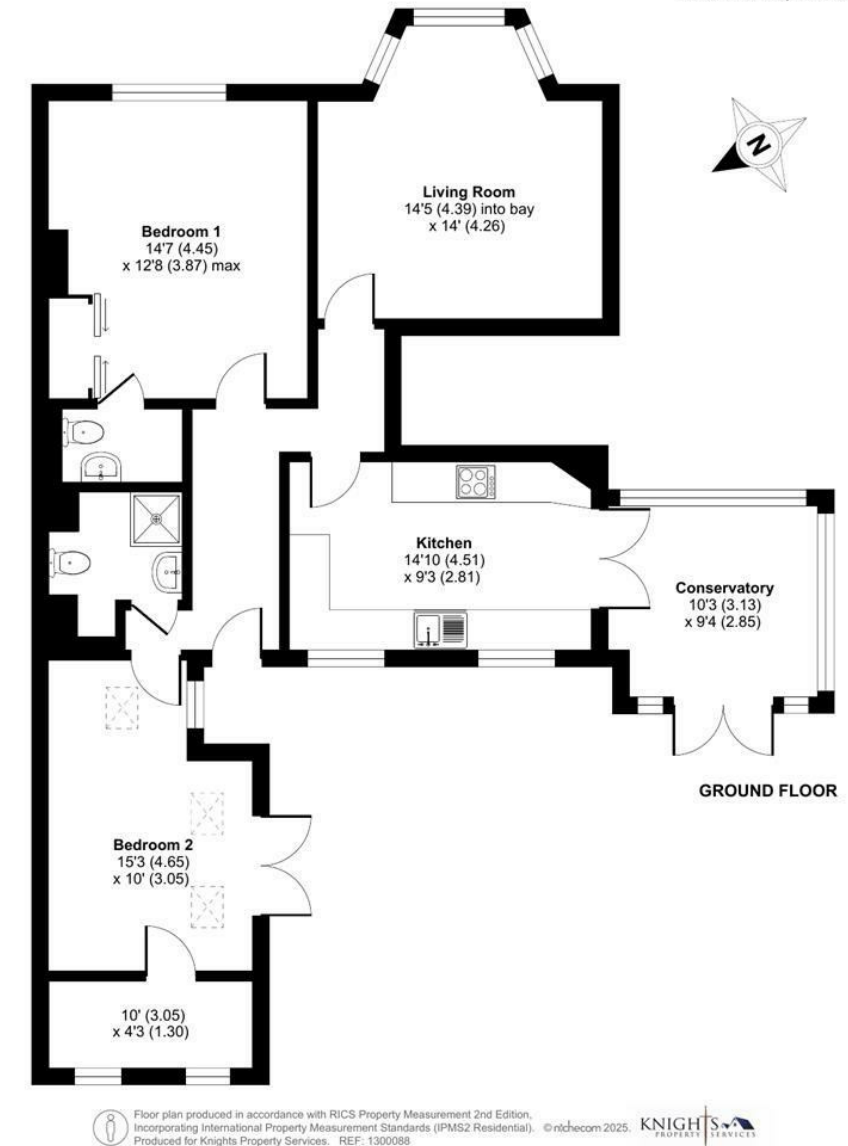 Living Room
14'5 (4.39) into bay
x 14' (4.26)
N
Bedroom 1
14'7 (4.45)
x 12'8 (3.87) max
Kitchen
14'10 (4.51)
x 9'3 (2.81)
Conservatory
10'3 (3.13)
x 9'4 (2.85)
GROUND FLOOR
Bedroom 2
15'3 (4.65)
x 10' (3.05)
10' (3.05)
x 4'3 (1.30)
Floor plan produced in accordance with RICS Property Measurement 2nd Edition,
Incorporating International Property Measurement Standards (IPMS2 Residential). © nichecom 2025.
Produced for Knights Property Services. REF: 1300088
KNIGHTS
PROPERTY SERVICES